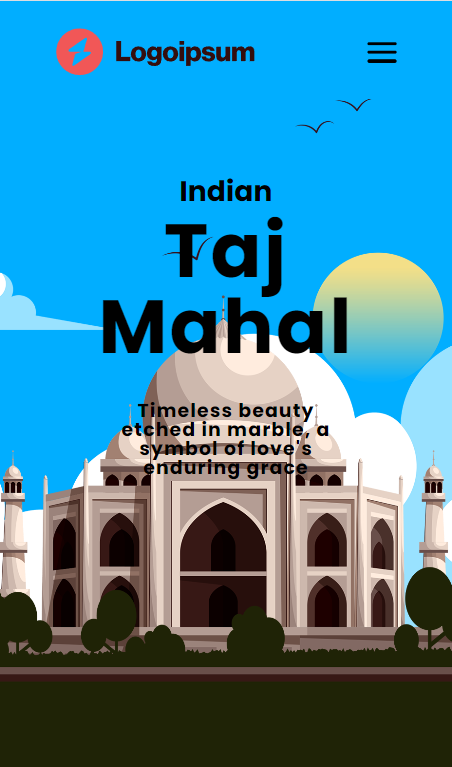 Logoipsum
Indian
Taj
Mahal
Timeless beauty
etched in marble, a
symbol of love's
enduring grace